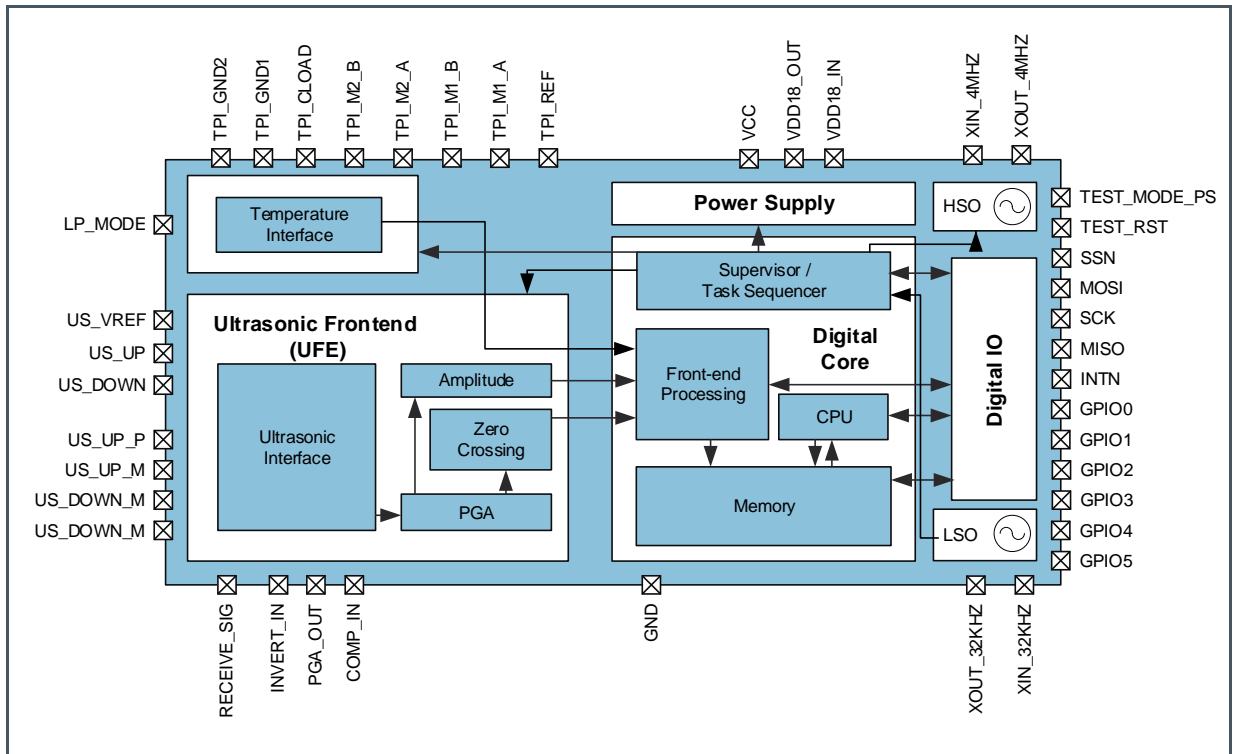 TPI_GND2
TPI_GND1
TPI_CLOAD
TPI_M2_B
TPI_M2_A
TPI_M1_B
TPI_M1_A
TPI_REF
VCC
VDD18_OUT
VDD18_IN
XIN_4MHZ
XOUT_4MHZ
LP_MODE
US_VREF
US_UP
US_DOWN
US_UP_P
US_UP_M
US_DOWN_M
US_DOWN_M
Temperature
Interface
Ultrasonic Frontend
(UFE)
Ultrasonic
Interface
Amplitude
Zero
Crossing
PGA
Power Supply
Supervisor /
Task Sequencer
Digital
Core
Front-end
Processing
CPU
Memory
HSO
Digital IO
LSO
TEST_MODE_PS
TEST_RST
SSN
MOSI
SCK
MISO
INTN
GPIO0
GPIO1
GPIO2
GPIO3
GPIO4
GPIO5
RECEIVE_SIG
INVERT_IN
PGA_OUT
COMP_IN
GND
XOUT_32KHZ
XIN_32KHZ